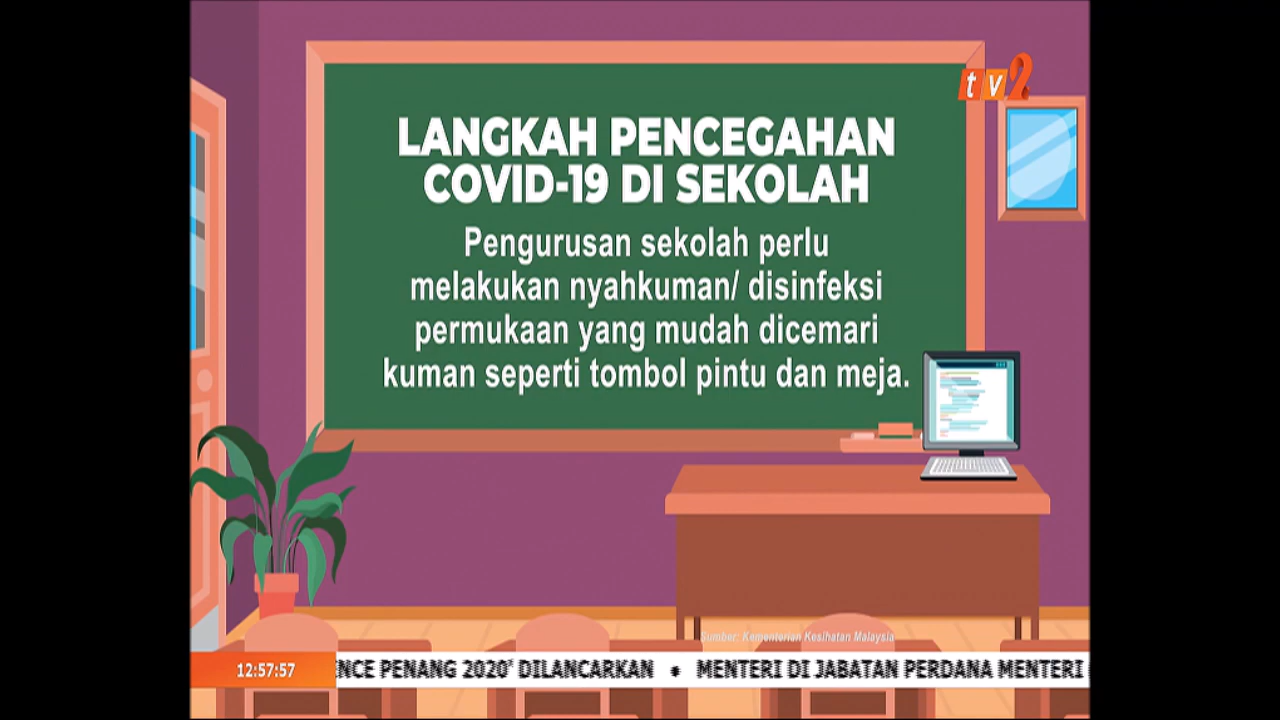 tv2
LANGKAH PENCEGAHAN
COVID-19 DI SEKOLAH
Pengurusan sekolah perlu
melakukan nyahkuman/ disinfeksi
permukaan yang mudah dicemari
kuman seperti tombol pintu dan meja.
Sumber: Kementerian Kesihatan Malaysia
12:57:57
ENCE PENANG 2020' DILANCARKAN • MENTERI DI JABATAN PERDANA MENTERI